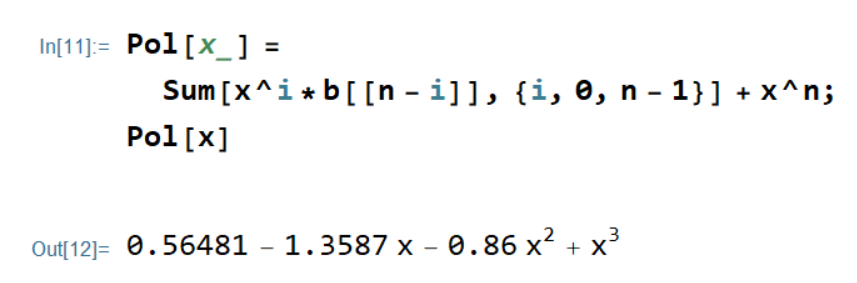 In[11]:= Pol[x_] =
Sum[x^i * b[[n - i]], {i, 0, n - 1}] + x^n;
Pol[x]
Out[12]= 0.56481 - 1.3587 x - 0.86 x² + x³